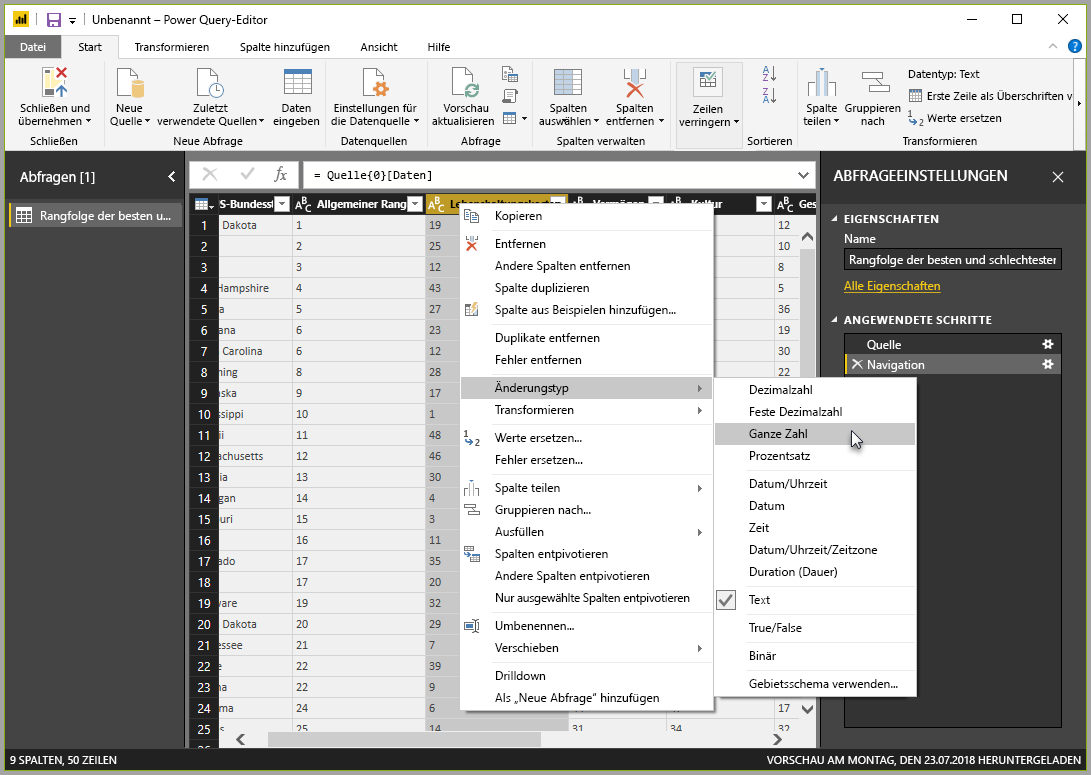 Unbenannt – Power Query-Editor
Datei Start Transformieren Spalte hinzufügen Ansicht Hilfe
Schließen und übernehmen
Neue Quelle
Zuletzt verwendete Quellen
Daten eingeben
Einstellungen für die Datenquelle
Vorschau aktualisieren
Spalten auswählen
Spalten entfernen
Zeilen verringern
Spalte teilen
Gruppieren nach
Datentyp: Text
Erste Zeile als Überschriften v
Werte ersetzen
Schließen Neue Abfrage Datenquellen Abfrage Spalten verwalten Sortieren Transformieren
Abfragen [1]
Rangfolge der besten u...
= Quelle{0}[Daten]
S-Bundesst Allgemeiner Rang Kultur Ges
1 Dakota 1 19 12
2 2 25 10
3 3 12 8
4 Hampshire 4 43 5
5 a 5 27 36
6 ana 6 23 19
7 Carolina 6 12 30
8 ning 8 28 22
9 aska 9 17
10 ssippi 10 1
11 ii 11 48
12 achusetts 12 46
13 ia 13 30
14 gan 14 4
15 uri 15 3
16 16 11
17 ado 17 35
18 17 20
19 vare 19 32
20 Dakota 20 29
21 essee 21 7
22 e 22 39
23 na 22 9
24 ma 24 6 17
25 s 25 14 31 34 32
26
Kopieren
Entfernen
Andere Spalten entfernen
Spalte duplizieren
Spalte aus Beispielen hinzufügen...
Duplikate entfernen
Fehler entfernen
Änderungstyp
Transformieren
Werte ersetzen...
Fehler ersetzen...
Spalte teilen
Gruppieren nach...
Ausfüllen
Spalten entpivotieren
Andere Spalten entpivotieren
Nur ausgewählte Spalten entpivotieren
Umbenennen...
Verschieben
Drilldown
Als „Neue Abfrage“ hinzufügen
Dezimalzahl
Feste Dezimalzahl
Ganze Zahl
Prozentsatz
Datum/Uhrzeit
Datum
Zeit
Datum/Uhrzeit/Zeitzone
Duration (Dauer)
Text
True/False
Binär
Gebietsschema verwenden...
ABFRAGEEINSTELLUNGEN
EIGENSCHAFTEN
Name
Rangfolge der besten und schlechtester
Alle Eigenschaften
ANGEWENDETE SCHRITTE
Quelle
Navigation
9 SPALTEN, 50 ZEILEN
VORSCHAU AM MONTAG, DEN 23.07.2018 HERUNTERGELADEN